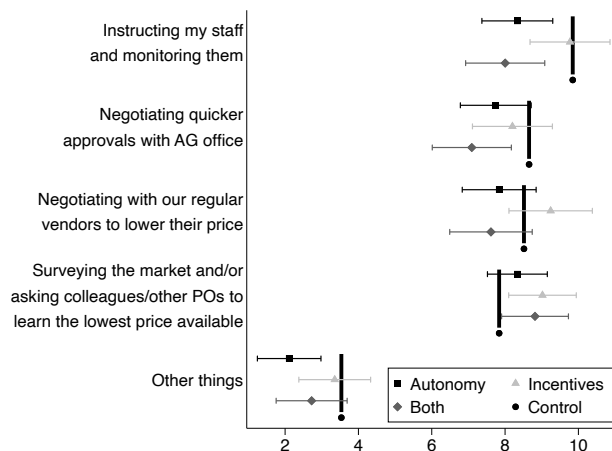 Instructing my staff
and monitoring them
Negotiating quicker
approvals with AG office
Negotiating with our regular
vendors to lower their price
Surveying the market and/or
asking colleagues/other POs to
learn the lowest price available
Other things
Autonomy Incentives
Both Control
2 4 6 8 10